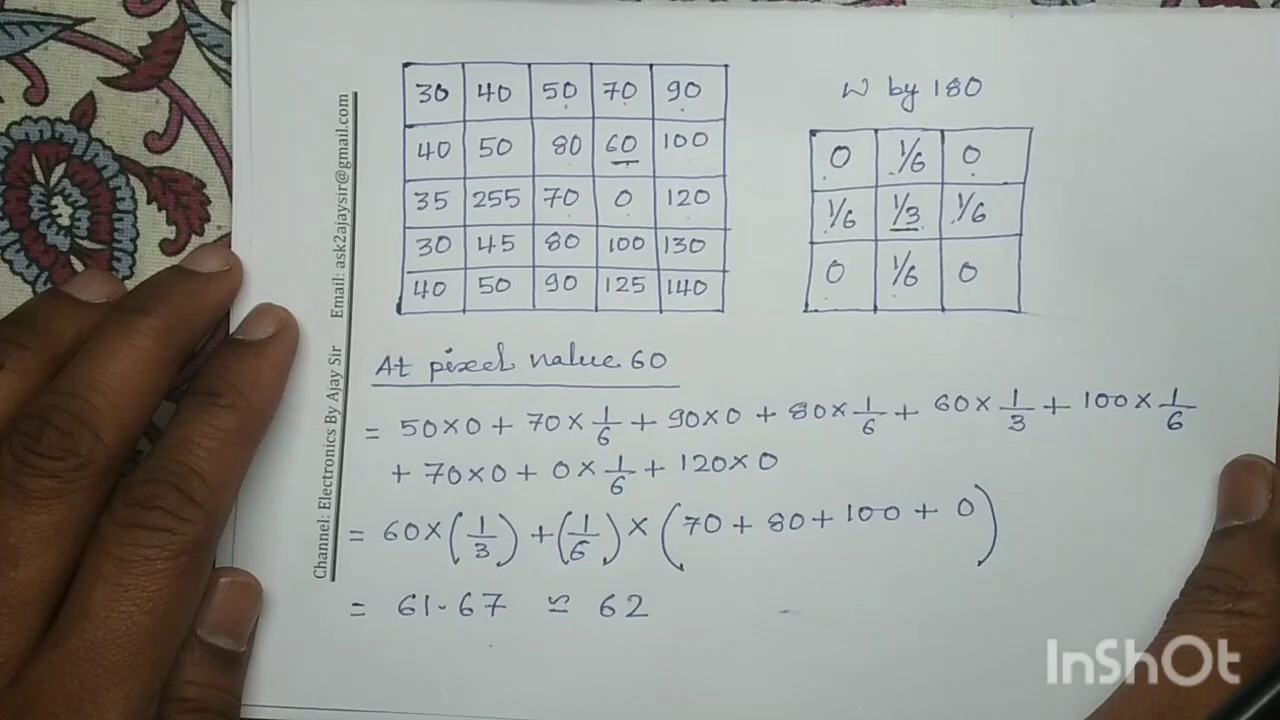 Channel: Electronics By Ajay Sir Email: ask2ajaysir@gmail.com
30 40 50 70 90
40 50 80 60 100
35 255 70 0 120
30 45 80 100 130
40 50 90 125 140
w by 180
0 1/6 0
1/6 1/3 1/6
0 1/6 0
At pixel value 60
= 50×0 + 70×1/6 + 90×0 + 80×1/6 + 60×1/3 + 100×1/6
+ 70×0 + 0×1/6 + 120×0
= 60×(1/3) + (1/6)×(70+80+100+0)
= 61.67 ≌ 62
InShOt